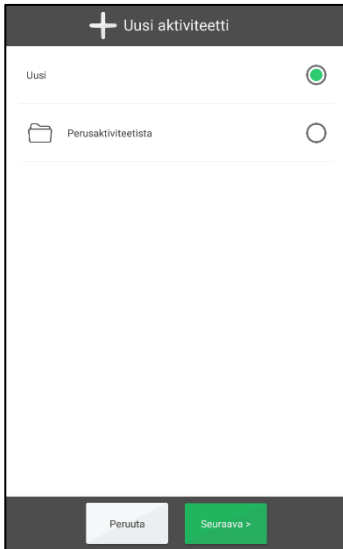 Uusi aktiviteetti
Uusi
Perusaktiviteetista
Peruuta
Seuraava >